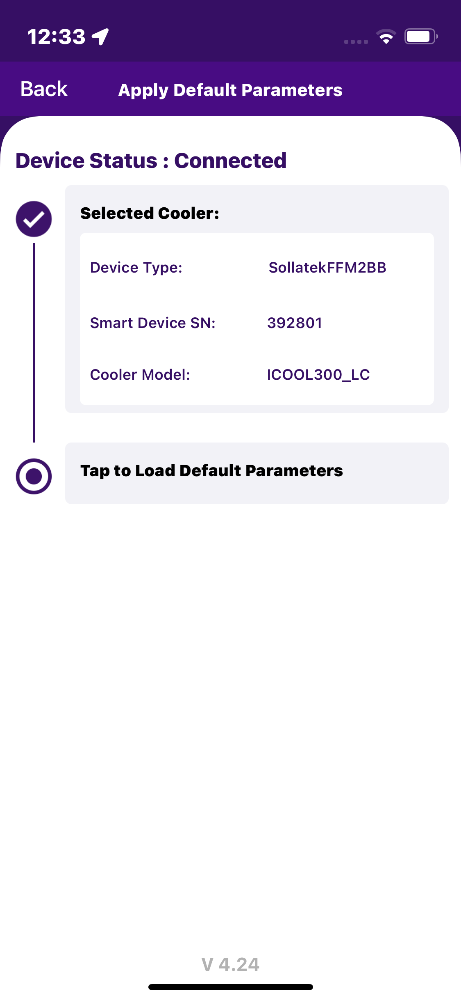 12:33
Back
Apply Default Parameters
Device Status : Connected
Selected Cooler:
Device Type: SollatekFFM2BB
Smart Device SN: 392801
Cooler Model: ICOOL300_LC
Tap to Load Default Parameters
V 4.24